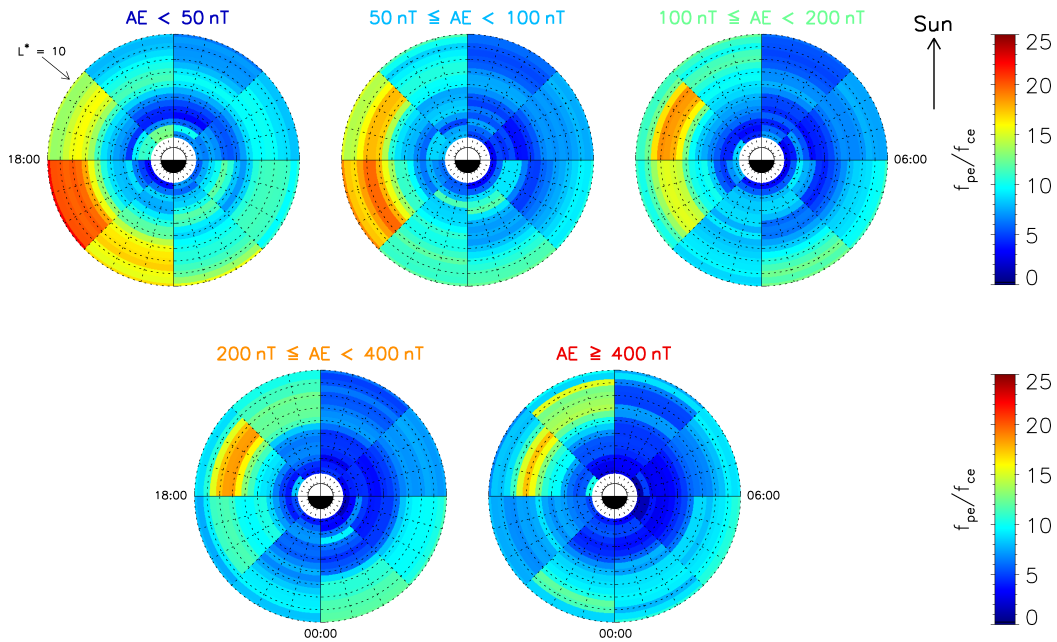 AE < 50 nT
50 nT ≦ AE < 100 nT
100 nT ≦ AE < 200 nT
Sun
L* = 10
18:00
06:00
25
20
15
10
5
0
f_pe/f_ce
200 nT ≦ AE < 400 nT
AE ≧ 400 nT
18:00
06:00
00:00
00:00
25
20
15
10
5
0
f_pe/f_ce